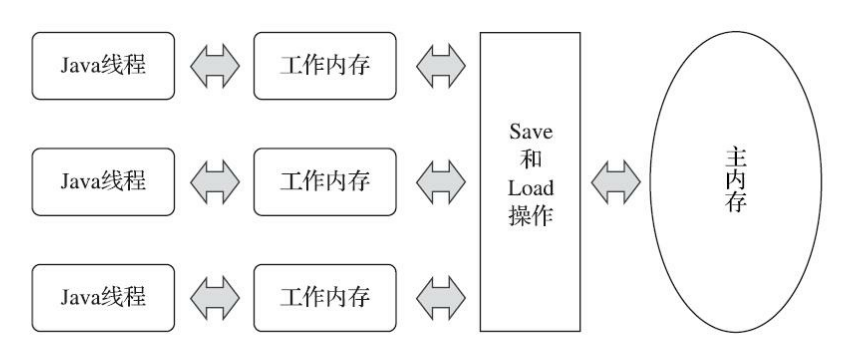 Java线程
工作内存
Java线程
工作内存
Java线程
工作内存
Save
和
Load
操作
主
内
存